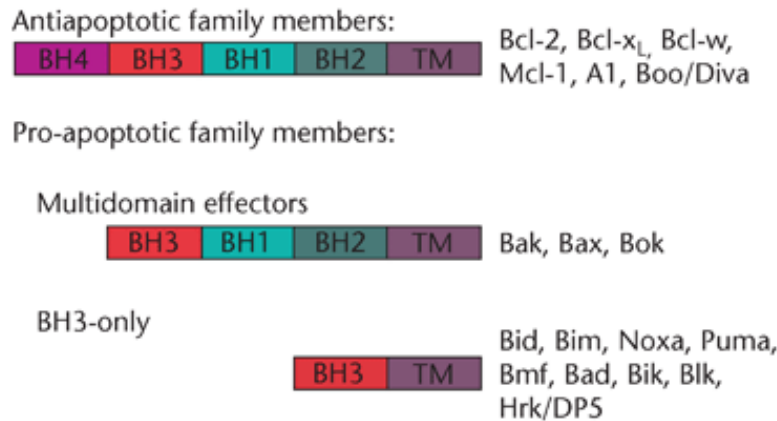 Antiapoptotic family members:
BH4 BH3 BH1 BH2 TM
Bcl-2, Bcl-xL, Bcl-w,
Mcl-1, A1, Boo/Diva
Pro-apoptotic family members:
Multidomain effectors
BH3 BH1 BH2 TM
Bak, Bax, Bok
BH3-only
BH3 TM
Bid, Bim, Noxa, Puma,
Bmf, Bad, Bik, Blk,
Hrk/DP5